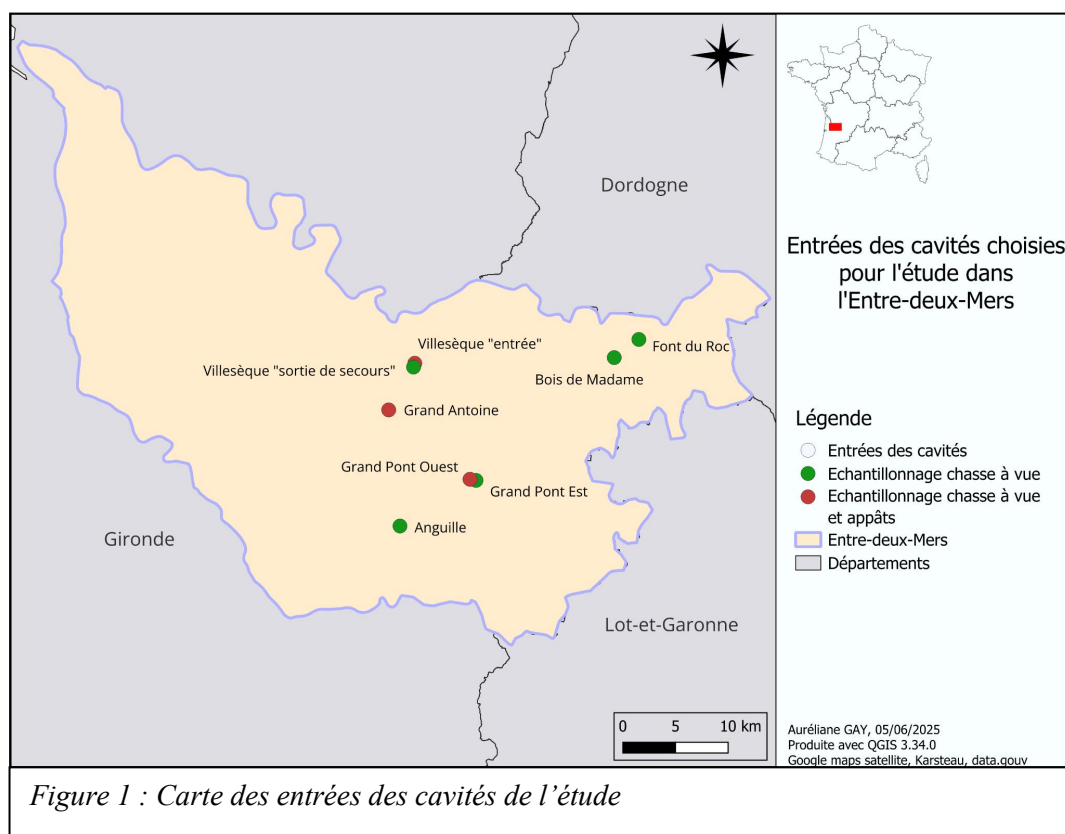 Dordogne
Entrées des cavités choisies
pour l'étude dans
l'Entre-deux-Mers
Villesèque "entrée"
Font du Roc
Villesèque "sortie de secours"
Bois de Madame
Grand Antoine
Grand Pont Ouest
Grand Pont Est
Anguille
Gironde
Lot-et-Garonne
Légende
Entrées des cavités
Echantillonnage chasse à vue
Echantillonnage chasse à vue
et appâts
Entre-deux-Mers
Départements
0 5 10 km
Auréliane GAY, 05/06/2025
Produite avec QGIS 3.34.0
Google maps satellite, Karsteau, data.gouv
Figure 1 : Carte des entrées des cavités de l'étude